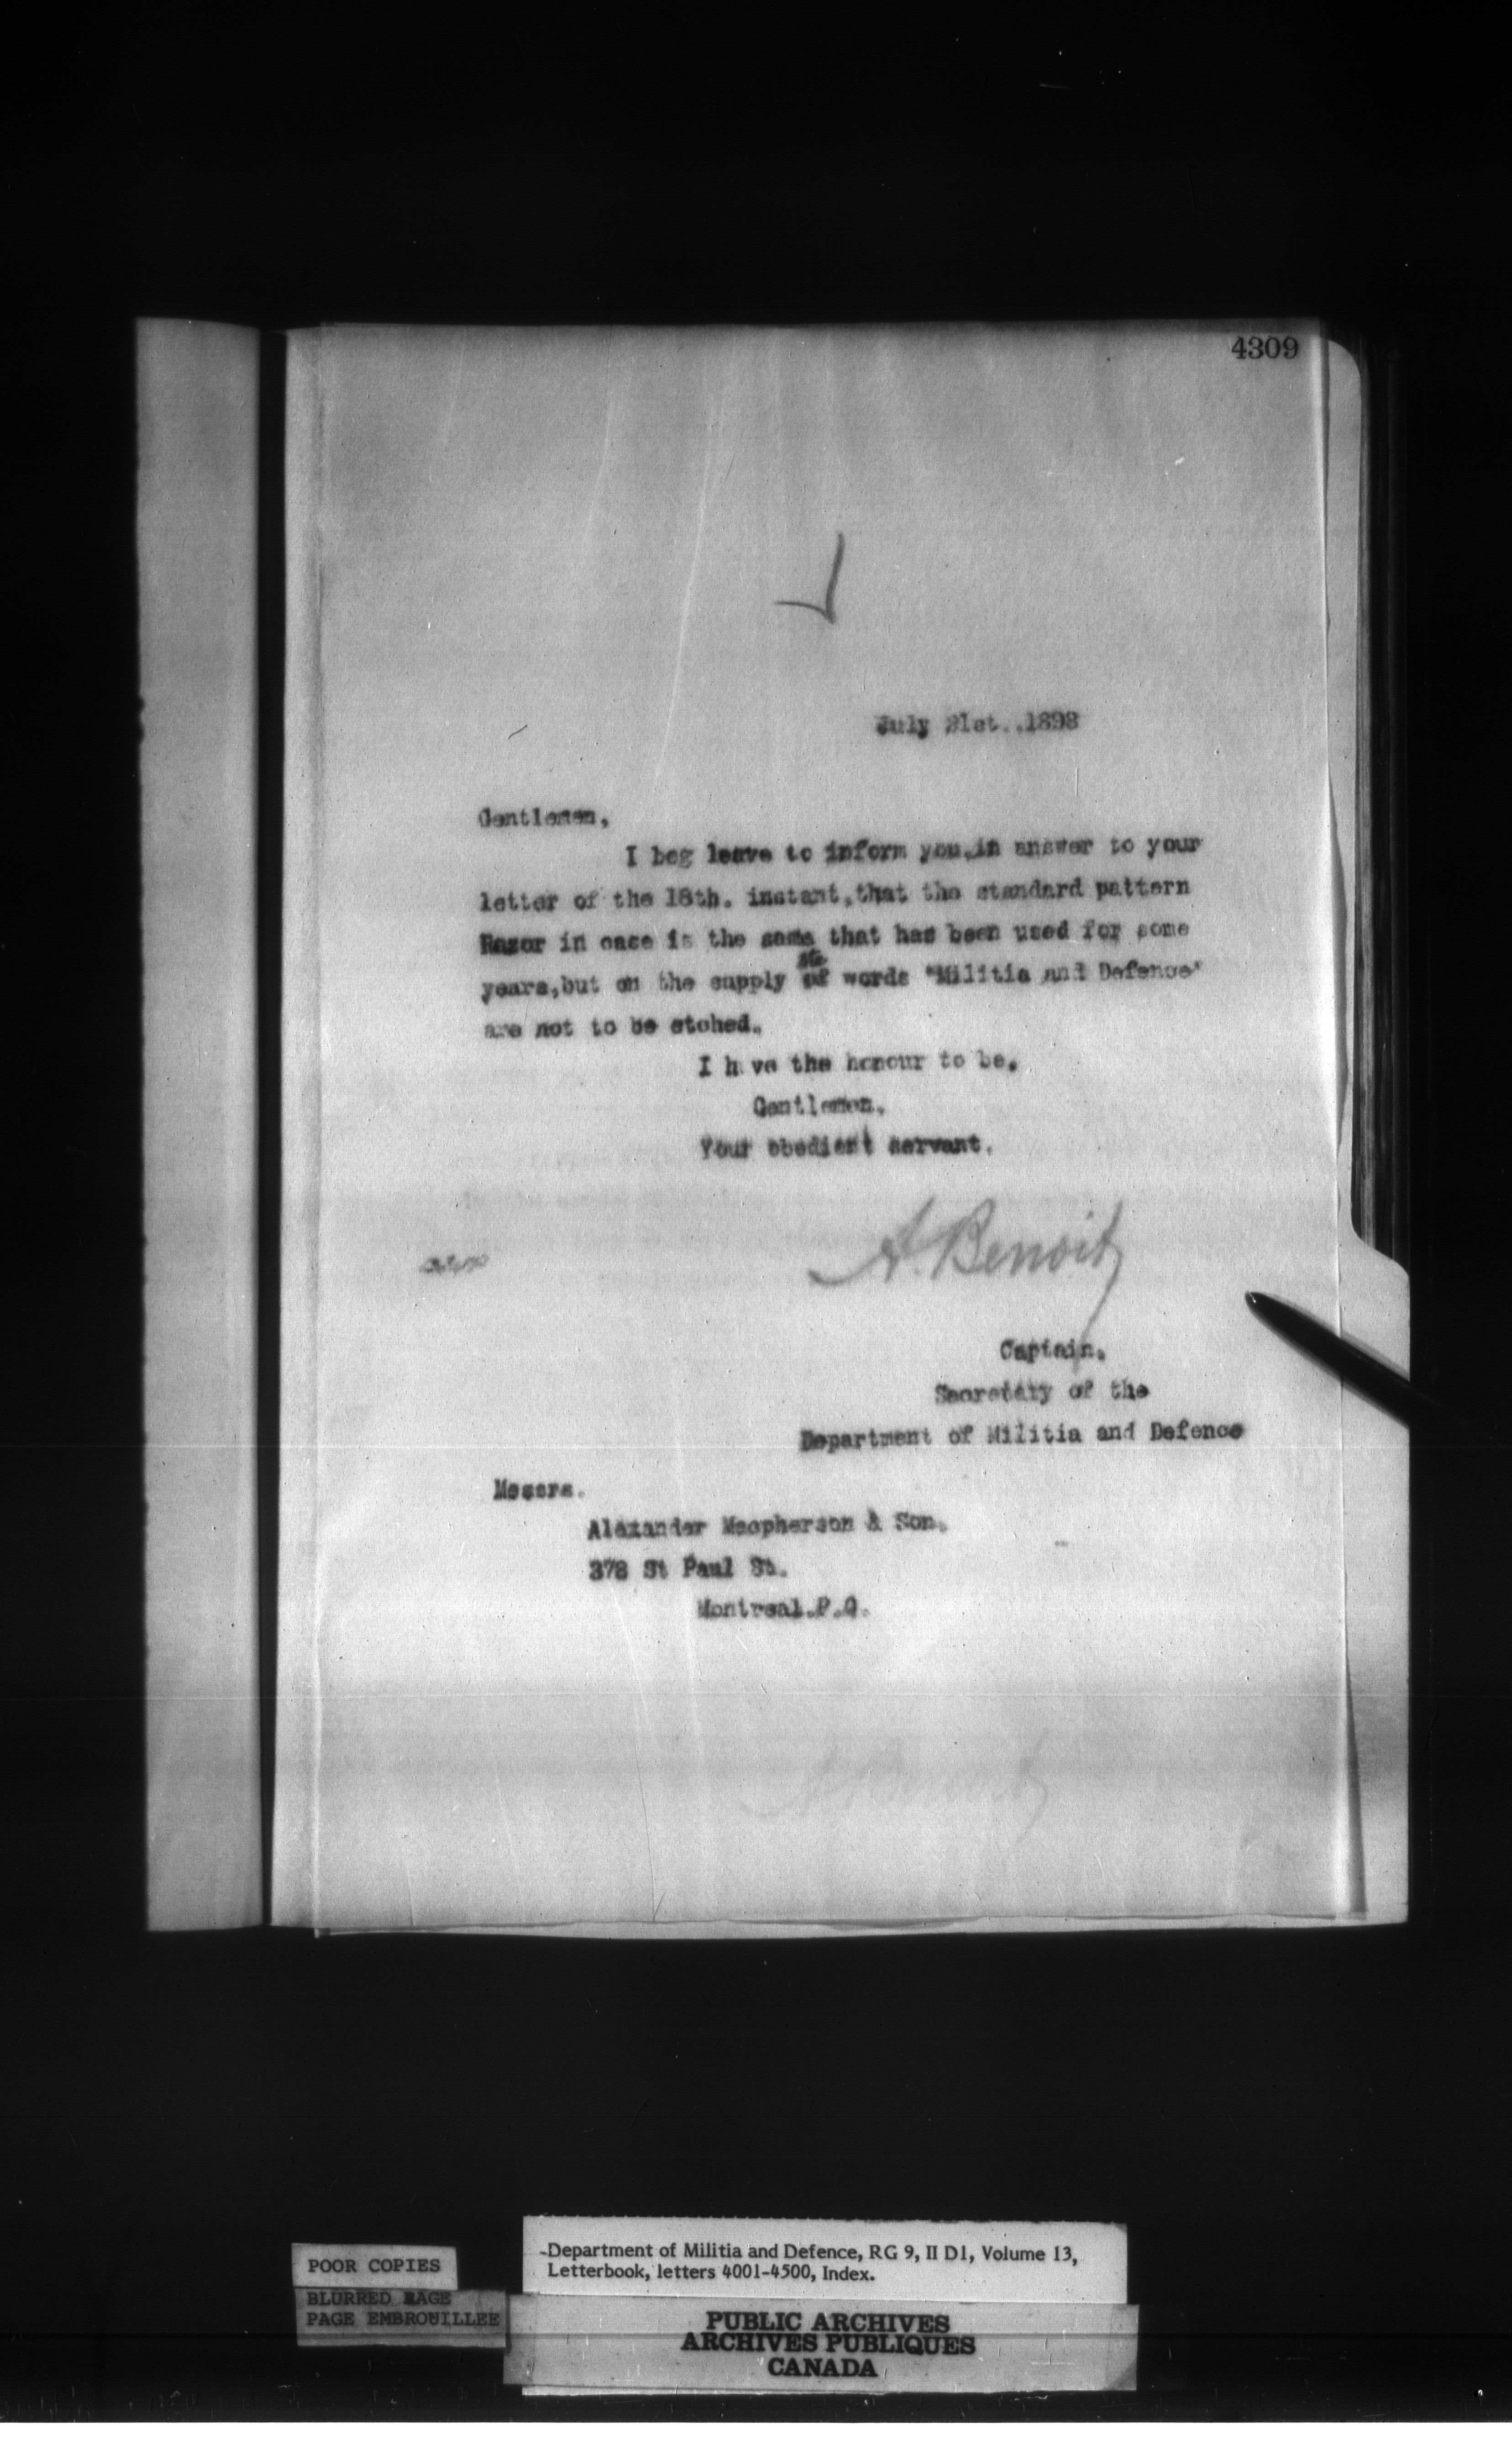 4309
July 21st..1898
Gentlemen,
I beg leave to inform you,in answer to your
letter of the 18th. instant,that the standard pattern
Razor in case is the same that has been used for some
the
years,but on the supply of words "Militia and Defence"
are not to be etched.
I h ve the honour to be,
Gentlemen,
Your obedient servant,
A. Benoit
Captain.
Secretary of the
Department of Militia and Defence
Messrs.
Alexander Macpherson & Son.
378 St Paul St.
Montreal.P.Q.
A Benoit
POOR COPIES
BLURRED PAGE
PAGE EMBROUILLEE
-Department of Militia and Defence, RG 9, II D1, Volume 13,
Letterbook, letters 4001-4500, Index.
PUBLIC ARCHIVES
ARCHIVES PUBLIQUES
CANADA